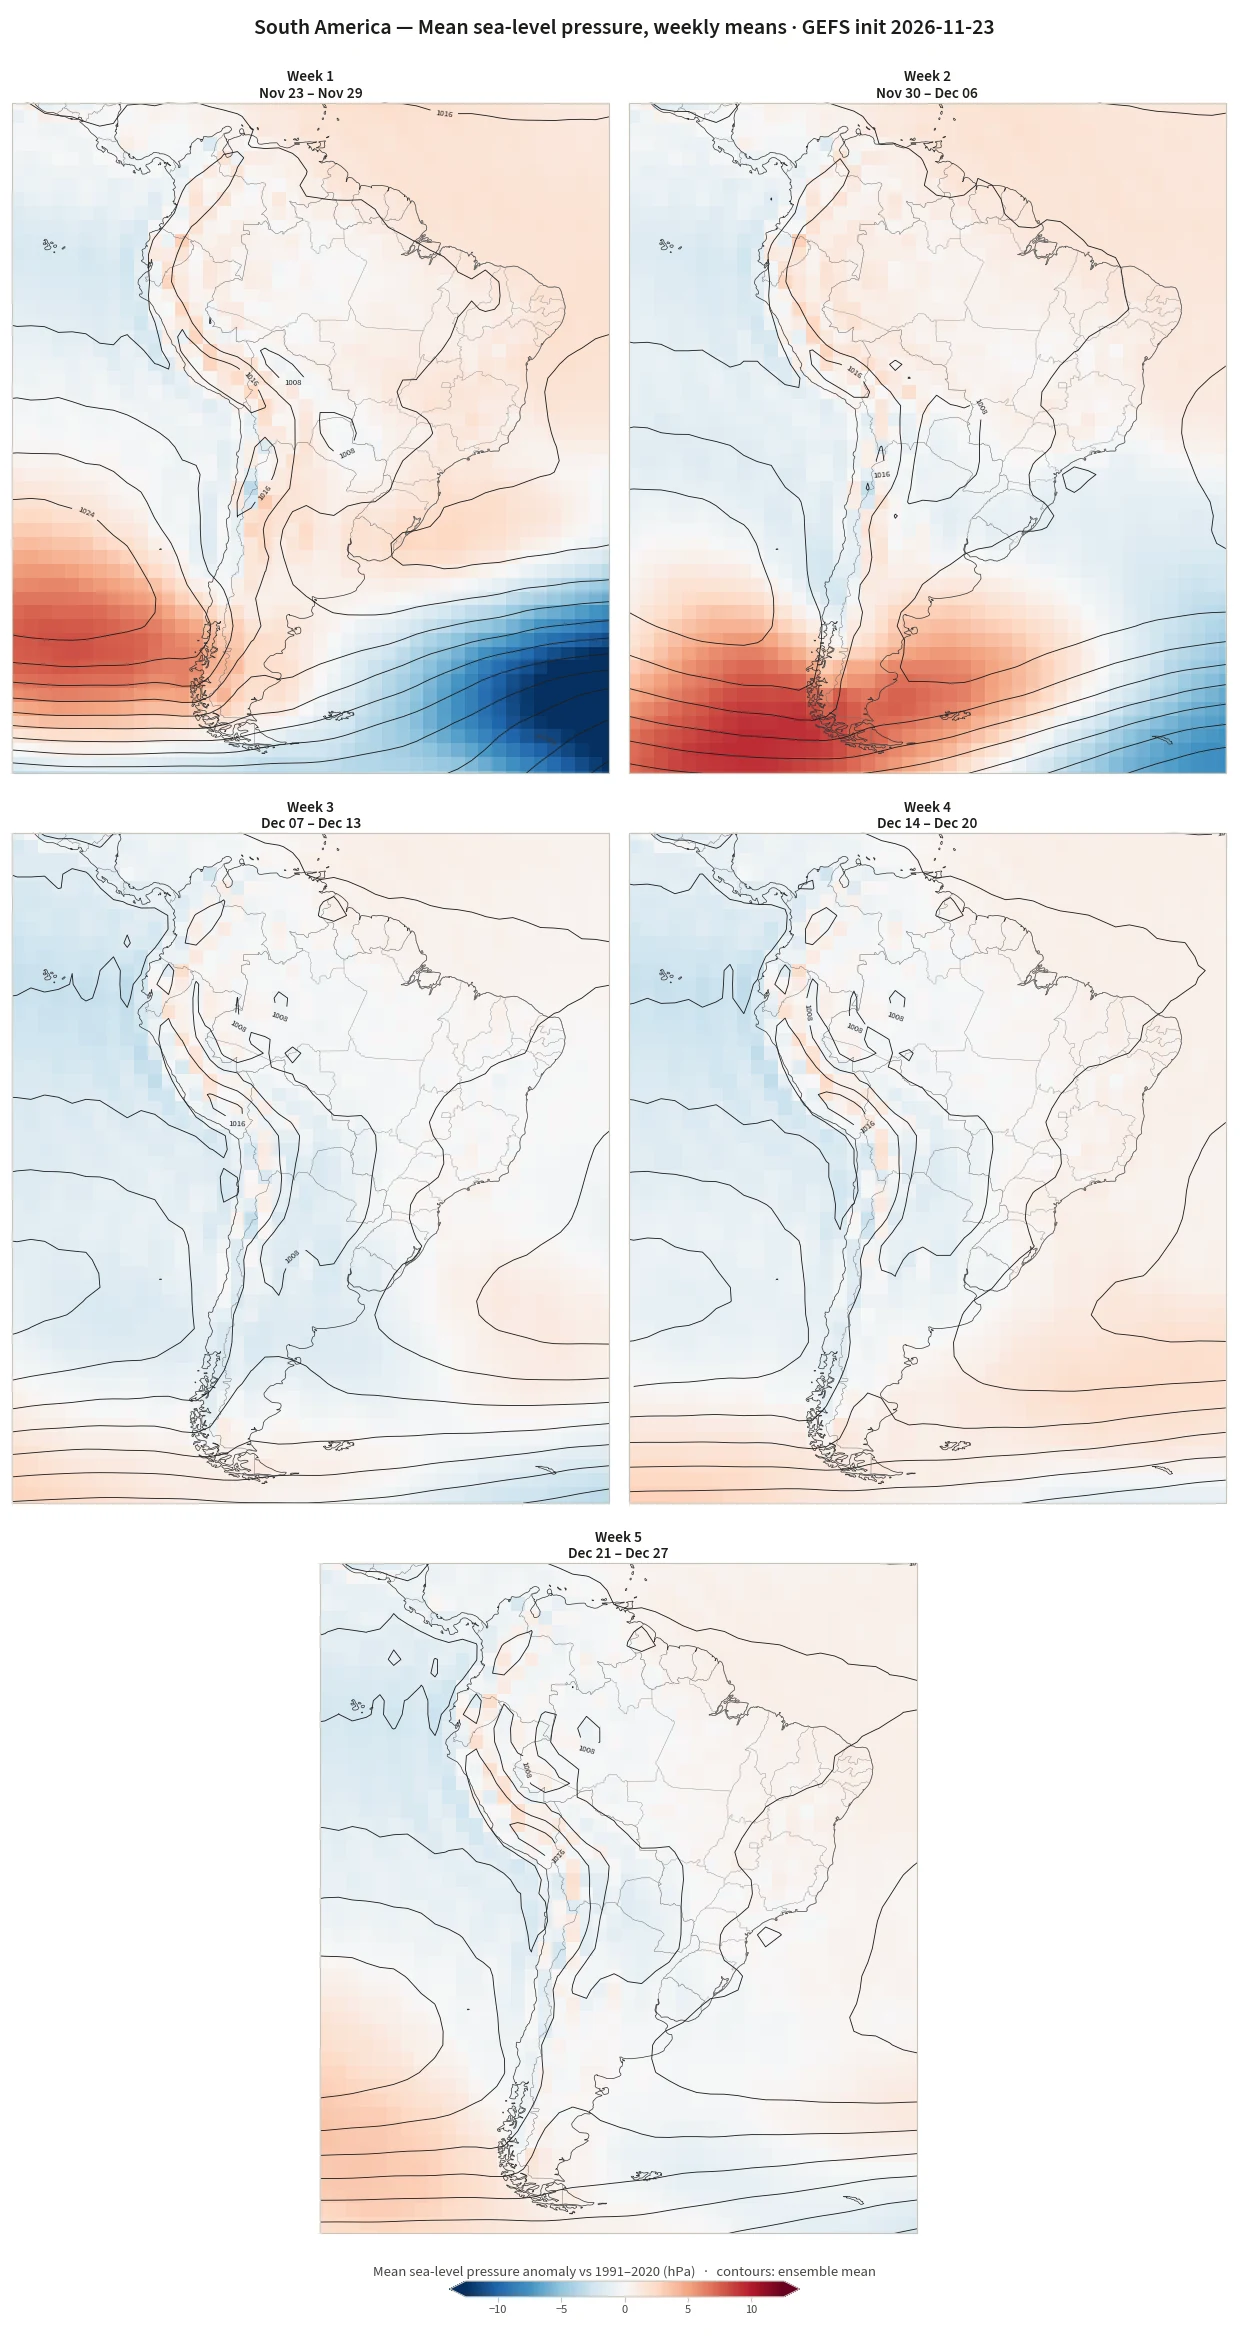 South America — Mean sea-level pressure, weekly means · GEFS init 2026-11-23
Week 1
Nov 23 – Nov 29
1016
1016
1008
1008
1016
1024
Week 2
Nov 30 – Dec 06
1016
1008
1016
Week 3
Dec 07 – Dec 13
1008
1008
1016
1008
Week 4
Dec 14 – Dec 20
1008
1008
1008
1016
Week 5
Dec 21 – Dec 27
1008
1008
1016
Mean sea-level pressure anomaly vs 1991–2020 (hPa) · contours: ensemble mean
−10 −5 0 5 10